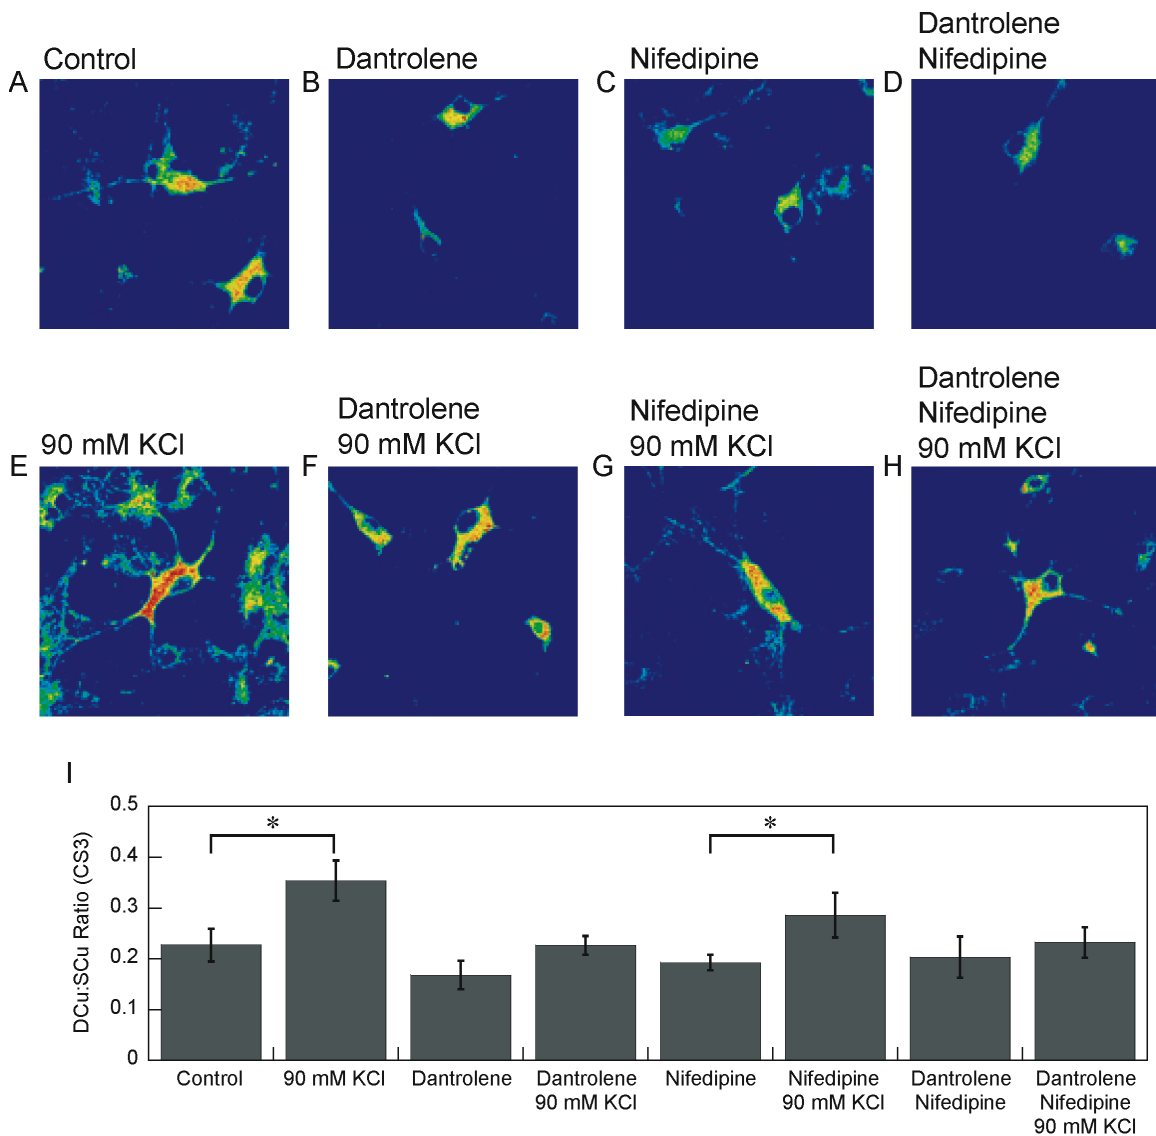 A
Control
B
Dantrolene
C
Nifedipine
D
Dantrolene
Nifedipine
E
90 mM KCl
F
Dantrolene
90 mM KCl
G
Nifedipine
90 mM KCl
H
Dantrolene
Nifedipine
90 mM KCl
I
DCu:SCu Ratio (CS3)
0.5
0.4
0.3
0.2
0.1
0
*
*
Control
90 mM KCl
Dantrolene
Dantrolene
90 mM KCl
Nifedipine
Nifedipine
90 mM KCl
Dantrolene
Nifedipine
Dantrolene
Nifedipine
90 mM KCl